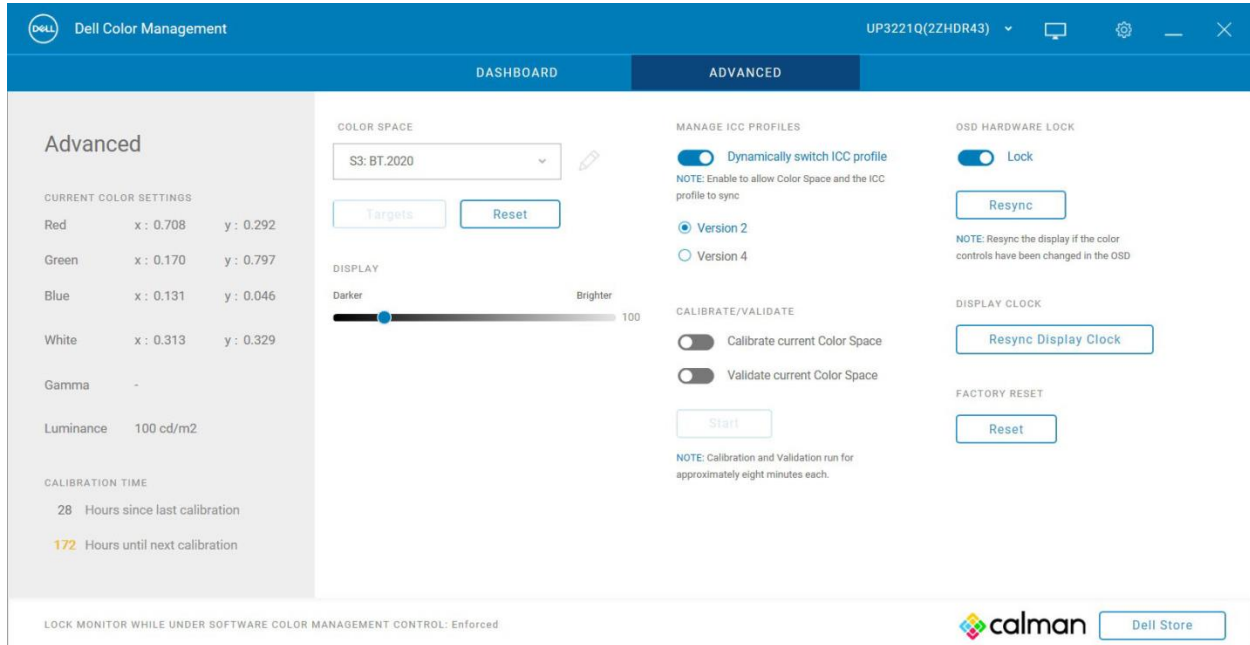 DELL
Dell Color Management
UP3221Q(2ZHDR43)
DASHBOARD
ADVANCED
Advanced
CURRENT COLOR SETTINGS
Red x : 0.708 y : 0.292
Green x : 0.170 y : 0.797
Blue x : 0.131 y : 0.046
White x : 0.313 y : 0.329
Gamma -
Luminance 100 cd/m2
CALIBRATION TIME
28 Hours since last calibration
172 Hours until next calibration
COLOR SPACE
S3: BT.2020
Targets Reset
DISPLAY
Darker Brighter
100
MANAGE ICC PROFILES
Dynamically switch ICC profile
NOTE: Enable to allow Color Space and the ICC
profile to sync
Version 2
Version 4
CALIBRATE/VALIDATE
Calibrate current Color Space
Validate current Color Space
Start
NOTE: Calibration and Validation run for
approximately eight minutes each.
OSD HARDWARE LOCK
Lock
Resync
NOTE: Resync the display if the color
controls have been changed in the OSD
DISPLAY CLOCK
Resync Display Clock
FACTORY RESET
Reset
LOCK MONITOR WHILE UNDER SOFTWARE COLOR MANAGEMENT CONTROL: Enforced
calman
Dell Store